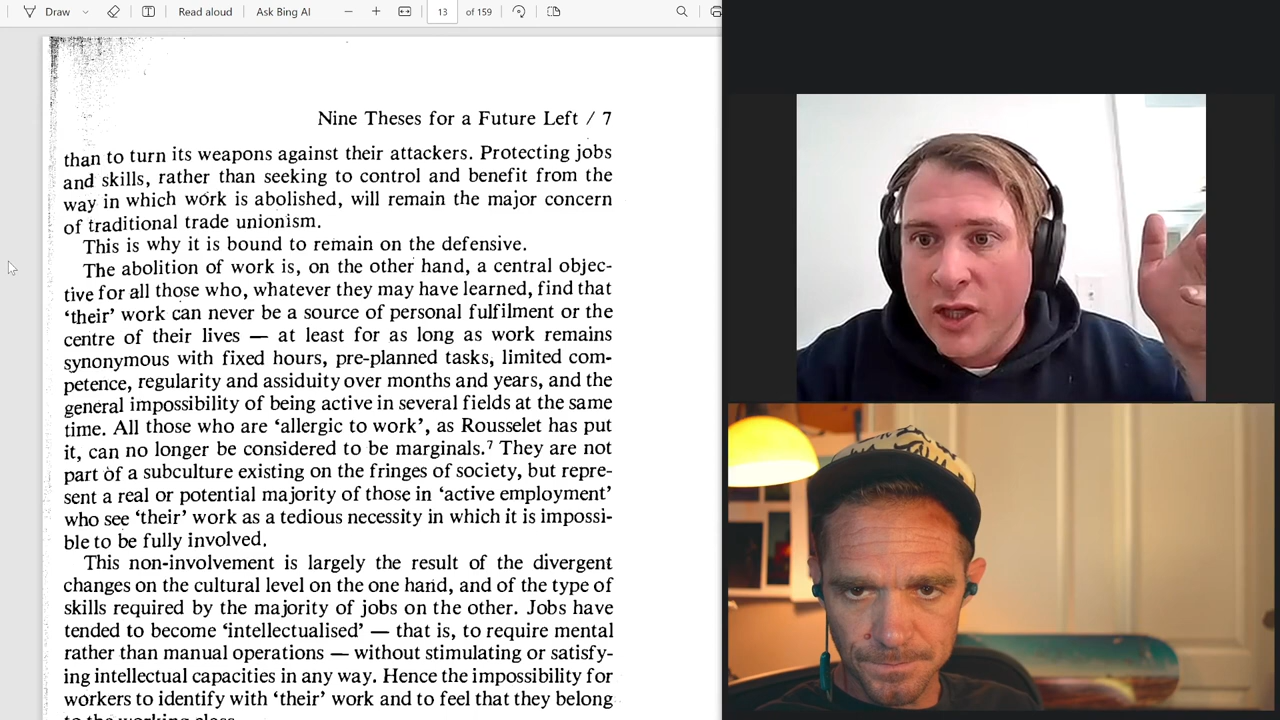 Draw
Read aloud
Ask Bing AI
13 of 159
Nine Theses for a Future Left / 7
than to turn its weapons against their attackers. Protecting jobs
and skills, rather than seeking to control and benefit from the
way in which work is abolished, will remain the major concern
of traditional trade unionism.
This is why it is bound to remain on the defensive.
The abolition of work is, on the other hand, a central objec-
tive for all those who, whatever they may have learned, find that
‘their’ work can never be a source of personal fulfilment or the
centre of their lives — at least for as long as work remains
synonymous with fixed hours, pre-planned tasks, limited com-
petence, regularity and assiduity over months and years, and the
general impossibility of being active in several fields at the same
time. All those who are ‘allergic to work’, as Rousselet has put
it, can no longer be considered to be marginals.⁷ They are not
part of a subculture existing on the fringes of society, but repre-
sent a real or potential majority of those in ‘active employment’
who see ‘their’ work as a tedious necessity in which it is impossi-
ble to be fully involved.
This non-involvement is largely the result of the divergent
changes on the cultural level on the one hand, and of the type of
skills required by the majority of jobs on the other. Jobs have
tended to become ‘intellectualised’ — that is, to require mental
rather than manual operations — without stimulating or satisfy-
ing intellectual capacities in any way. Hence the impossibility for
workers to identify with ‘their’ work and to feel that they belong
to the working class.